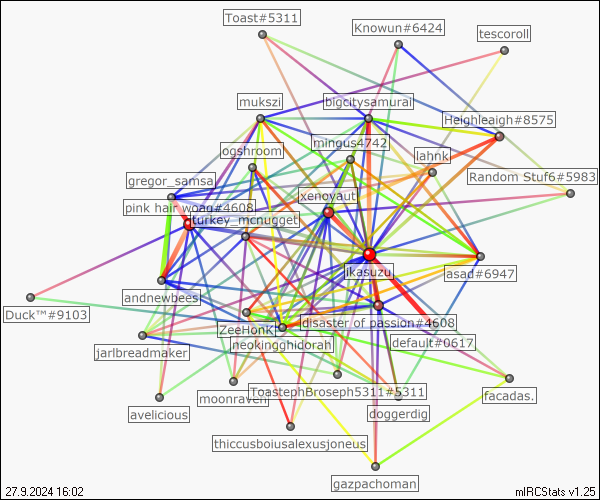 Toast#5311
Knowun#6424
tescoroll
mukszi
bigcitysamurai
Heighleaigh#8575
mingus4742
ogshroom
lahnk
Random Stuf6#5983
gregor_samsa
xenoyaut
pink hair woag#4608
turkey_mcnugget
ikasuzu
asad#6947
andnewbees
Duck™#9103
disaster of passion#4608
ZeeHonK
neokingghidorah
default#0617
jarlbreadmaker
ToastephBroseph5311#5311
facadas.
avelicious
moonraven
doggerdig
thiccusboiusalexusjoneus
gazpachoman
27.9.2024 16:02
mIRCStats v1.25